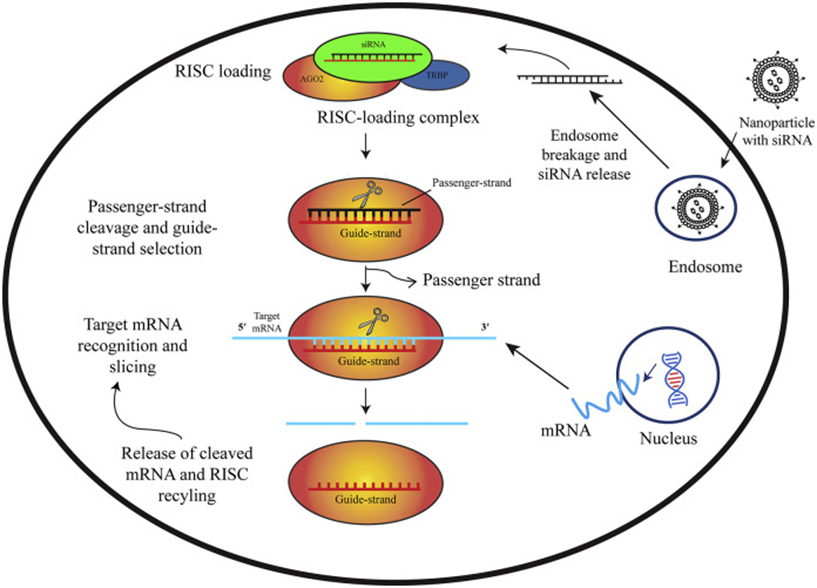 siRNA
RISC loading
AGO2
TRBP
RISC-loading complex
Nanoparticle
with siRNA
Endosome
breakage and
siRNA release
Passenger-strand
Passenger-strand
cleavage and guide-
strand selection
Guide-strand
Endosome
Passenger strand
5'
Target
mRNA
3'
Target mRNA
recognition and
slicing
Guide-strand
mRNA
Nucleus
Release of cleaved
mRNA and RISC
recyling
Guide-strand